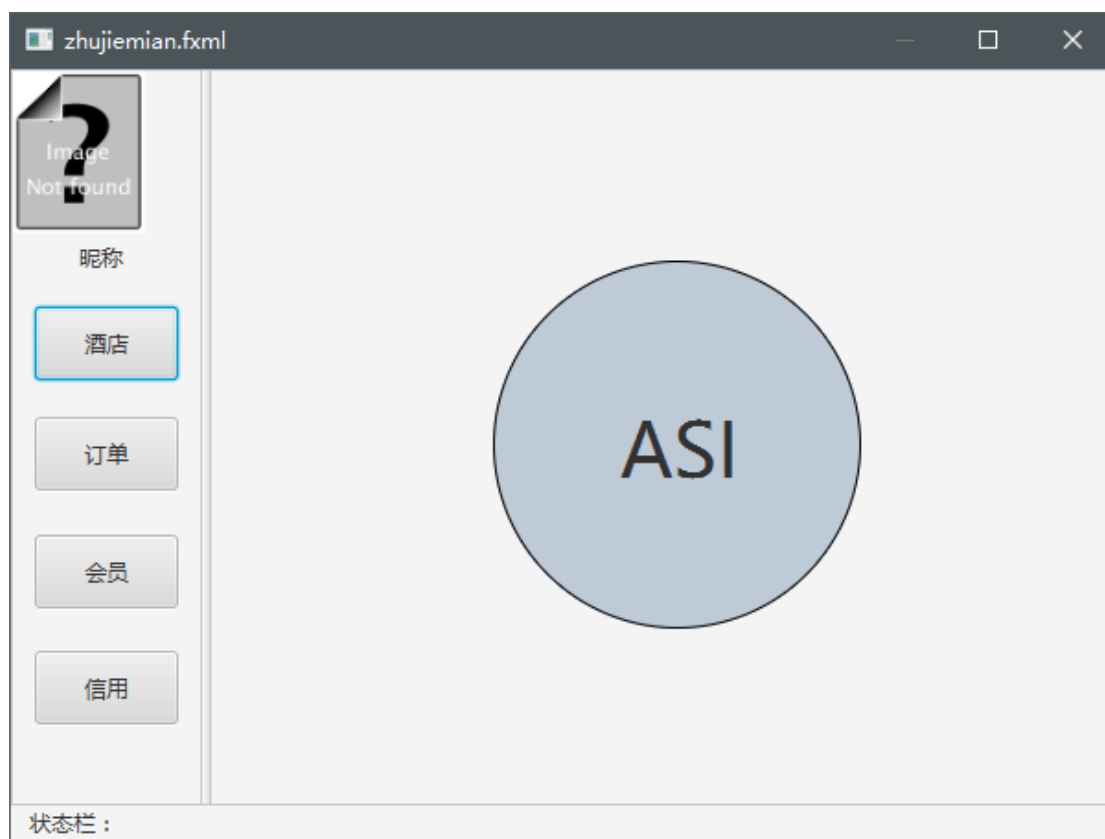 zhujiemian.fxml
?
Image
Not found
昵称
酒店
订单
会员
信用
ASI
状态栏：